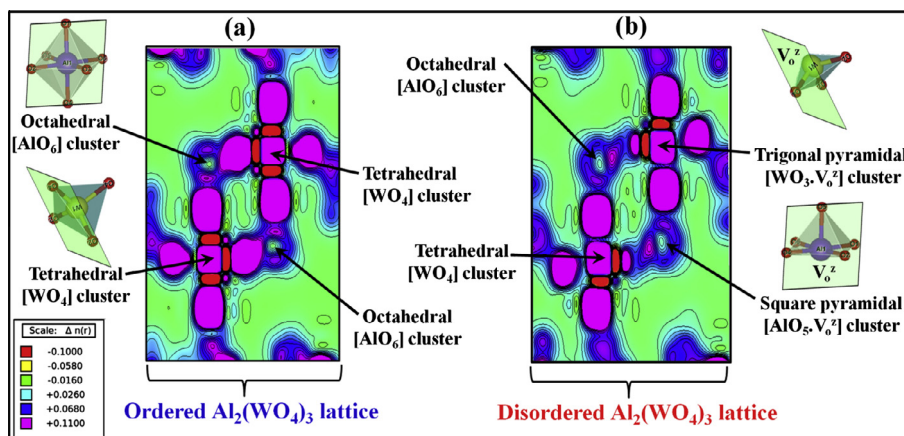 (a)
Octahedral
[AlO₆] cluster
Tetrahedral
[WO₄] cluster
Tetrahedral
[WO₄] cluster
Octahedral
[AlO₆] cluster
Scale: Δ n(r)
-0.1000
-0.0580
-0.0160
+0.0260
+0.0680
+0.1100
Ordered Al₂(WO₄)₃ lattice
(b)
Octahedral
[AlO₆] cluster
Vₒᶻ
Trigonal pyramidal
[WO₃.Vₒᶻ] cluster
Tetrahedral
[WO₄] cluster
Vₒᶻ
Square pyramidal
[AlO₅.Vₒᶻ] cluster
Disordered Al₂(WO₄)₃ lattice